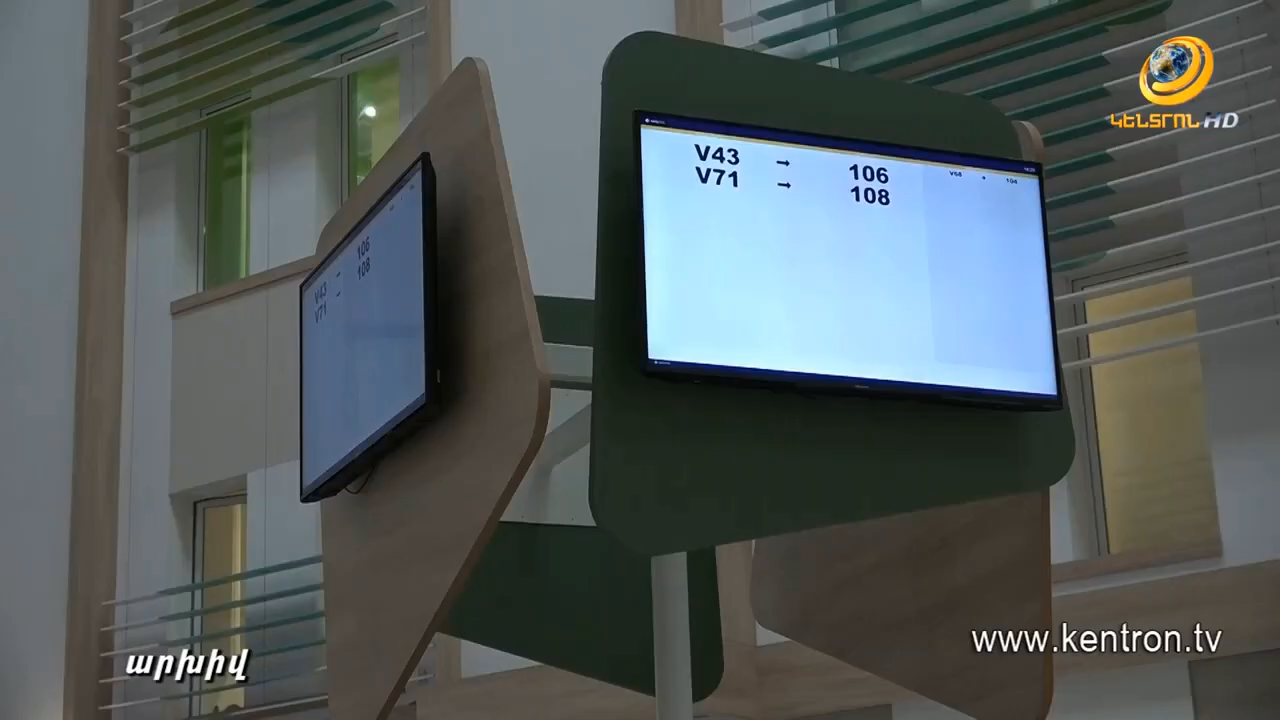 ԿԵՆՏՐՈՆ HD
V43 → 106
V71 → 108
V68 104
V43 → 106
V71 → 108
www.kentron.tv
արխիվ